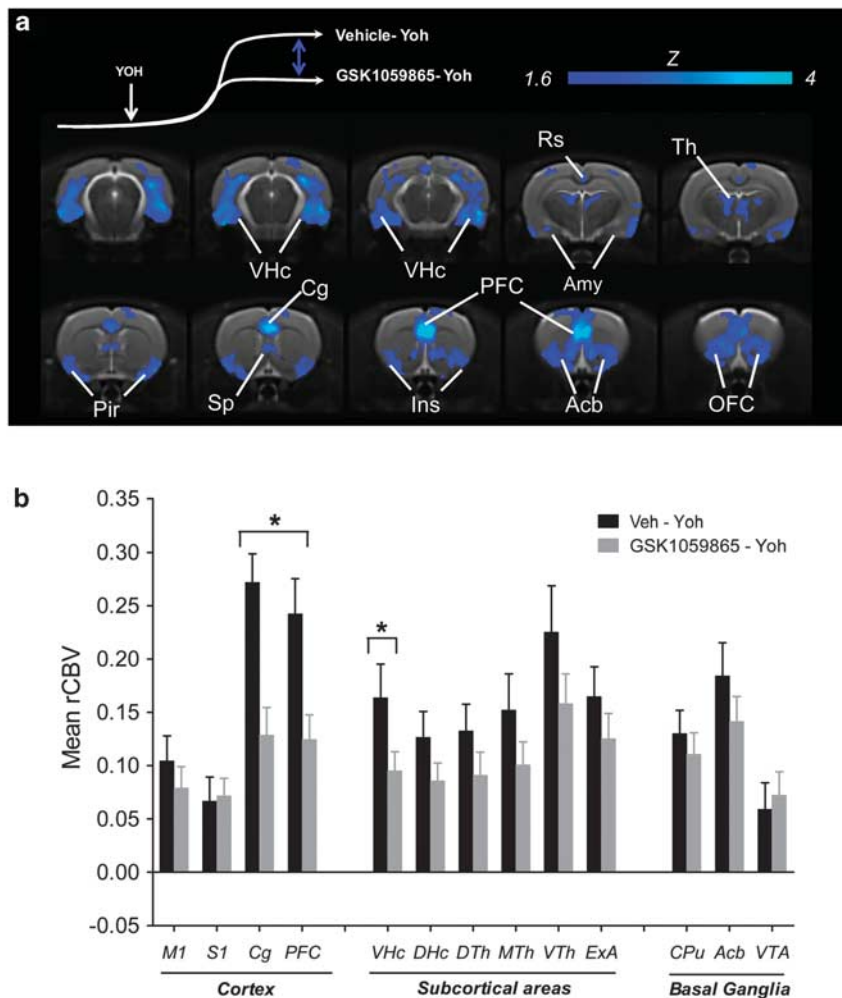 a
Vehicle- Yoh
YOH
GSK1059865-Yoh
Z
1.6
4
Rs
Th
VHc
VHc
Amy
Cg
PFC
Pir
Sp
Ins
Acb
OFC
b
0.35
0.30
0.25
0.20
0.15
0.10
0.05
0.00
-0.05
Mean rCBV
*
*
Veh - Yoh
GSK1059865 - Yoh
M1 S1 Cg PFC VHc DHc DTh MTh VTh ExA CPu Acb VTA
Cortex Subcortical areas Basal Ganglia